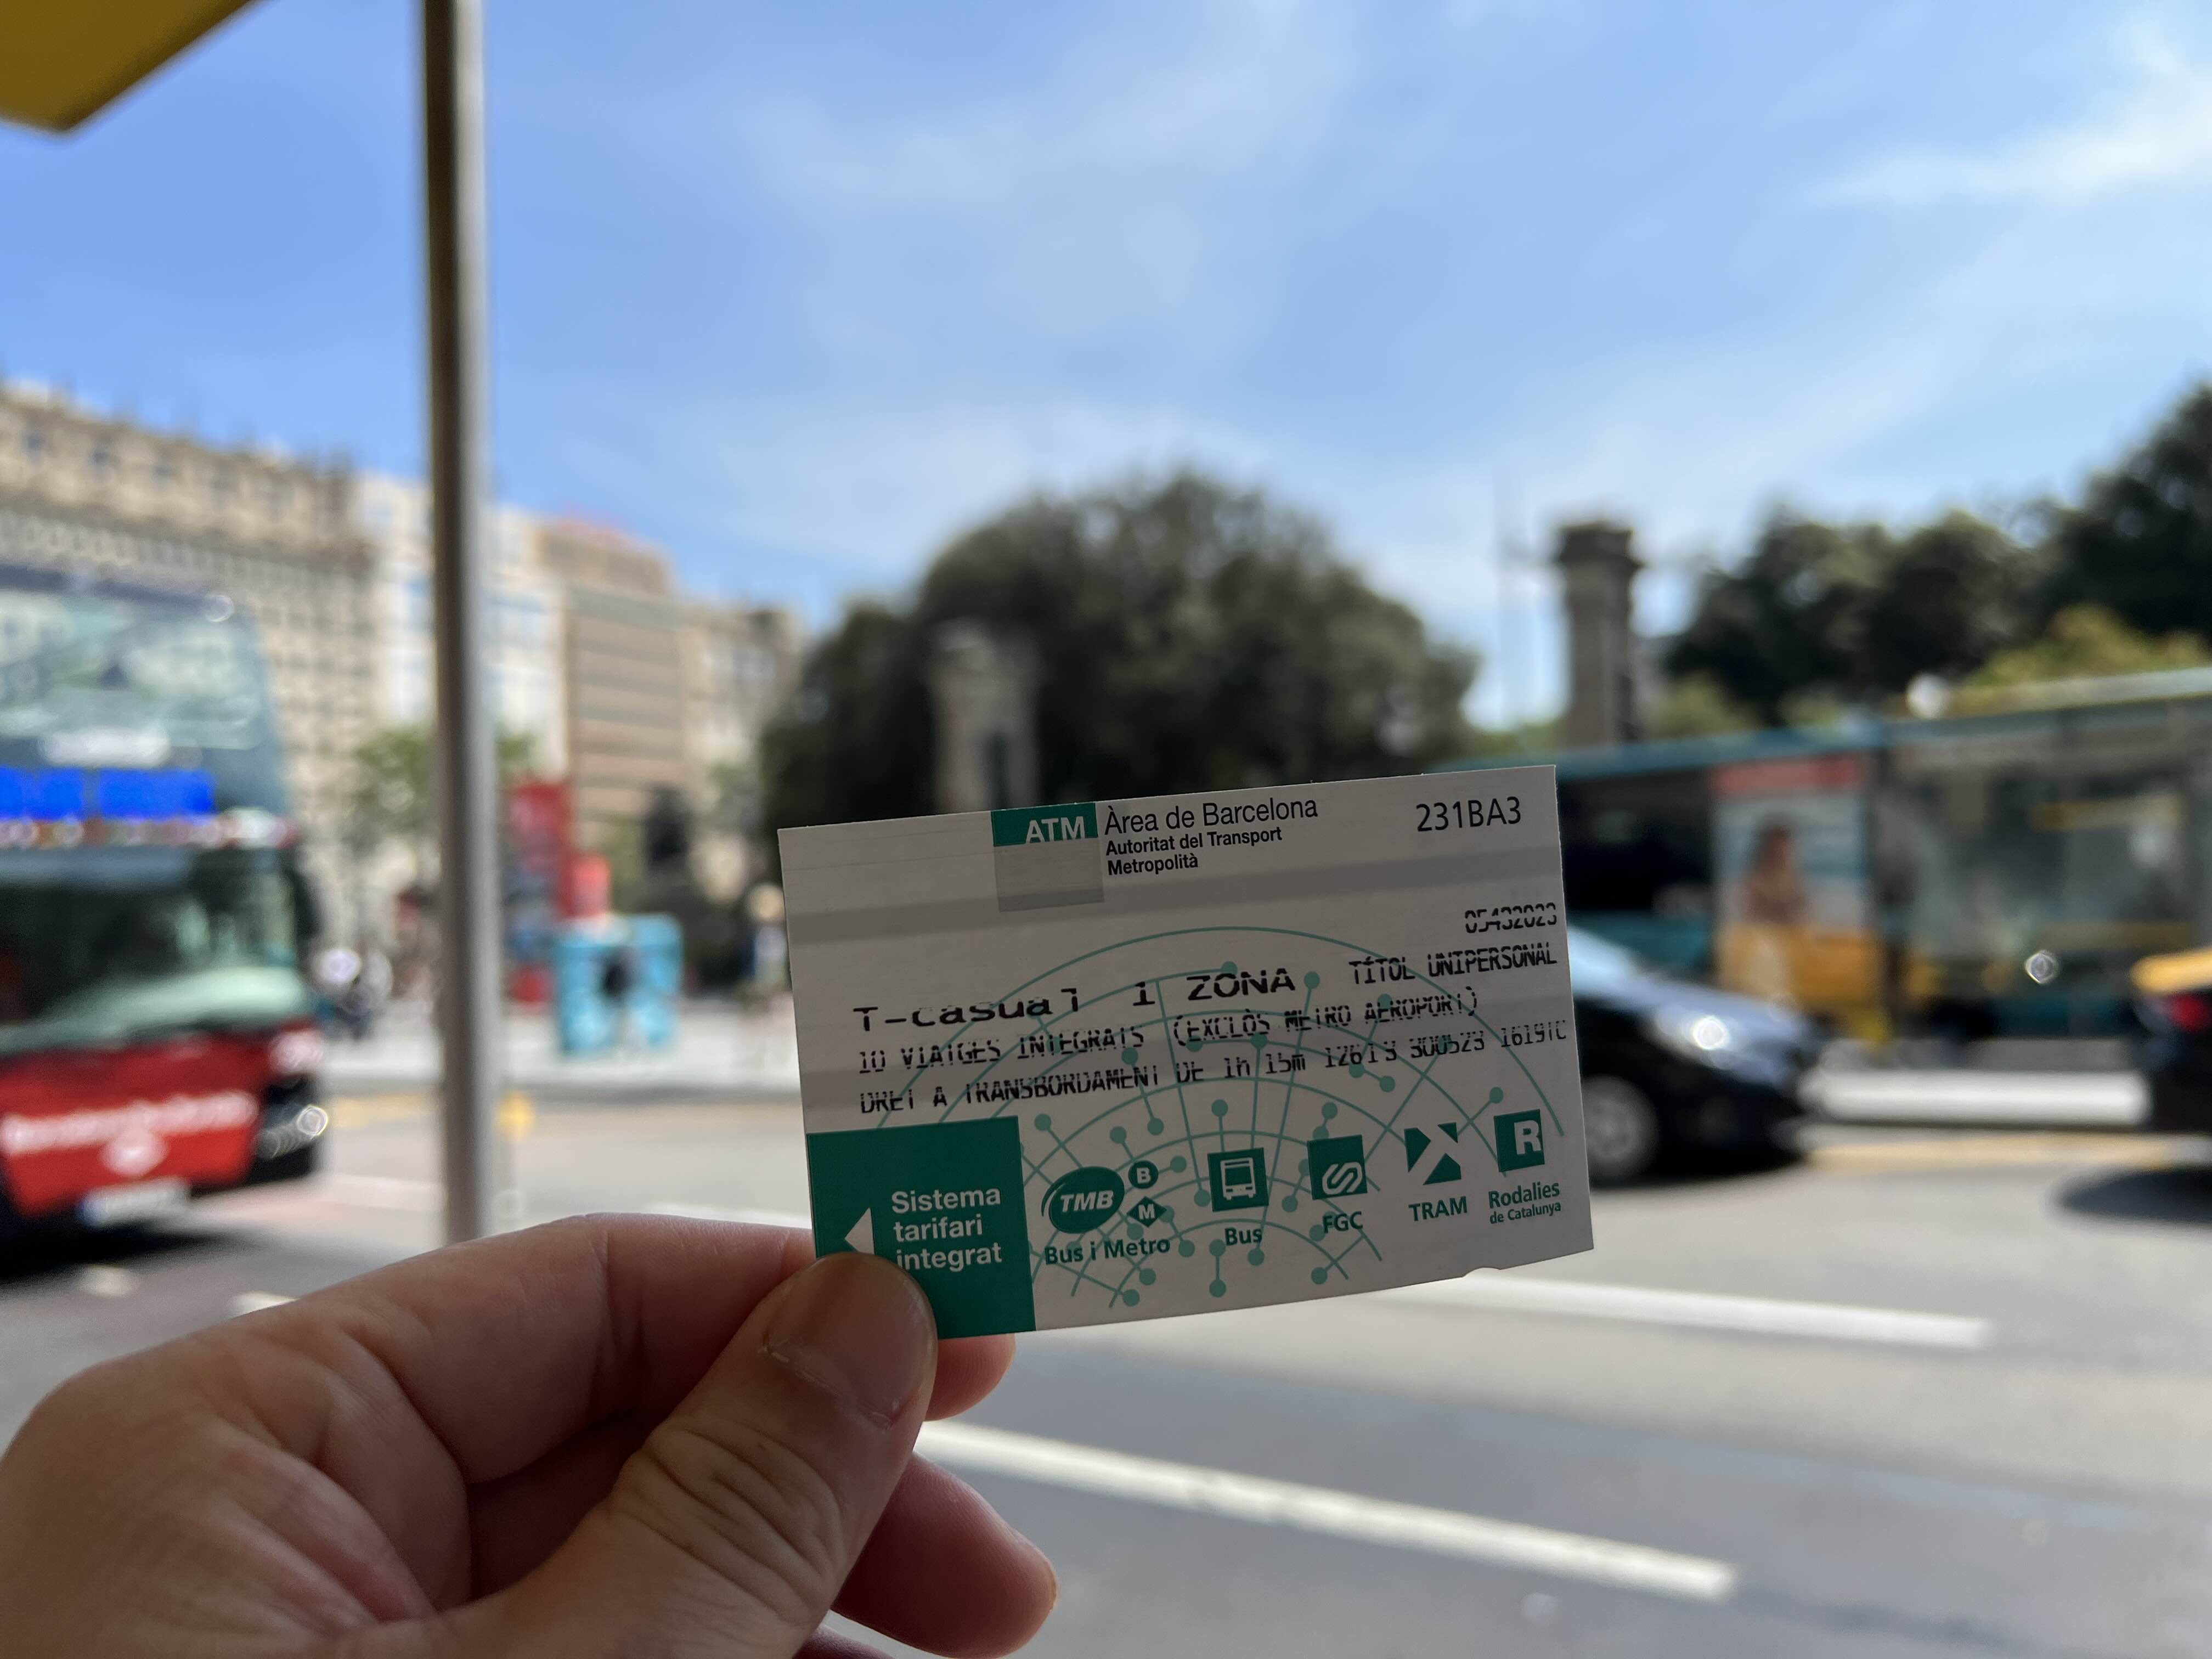 ATM Àrea de Barcelona
Autoritat del Transport
Metropolità
231BA3
05432023
T-casual 1 ZONA TÍTOL UNIPERSONAL
10 VIATGES INTEGRATS (EXCLÒS METRO AEROPORT)
DRET A TRANSBORDAMENT DE 1h 15m 300523 1619TC
Sistema
tarifari
integrat
TMB
B
M
Bus i Metro
Bus
FGC
TRAM
R
Rodalies
de Catalunya